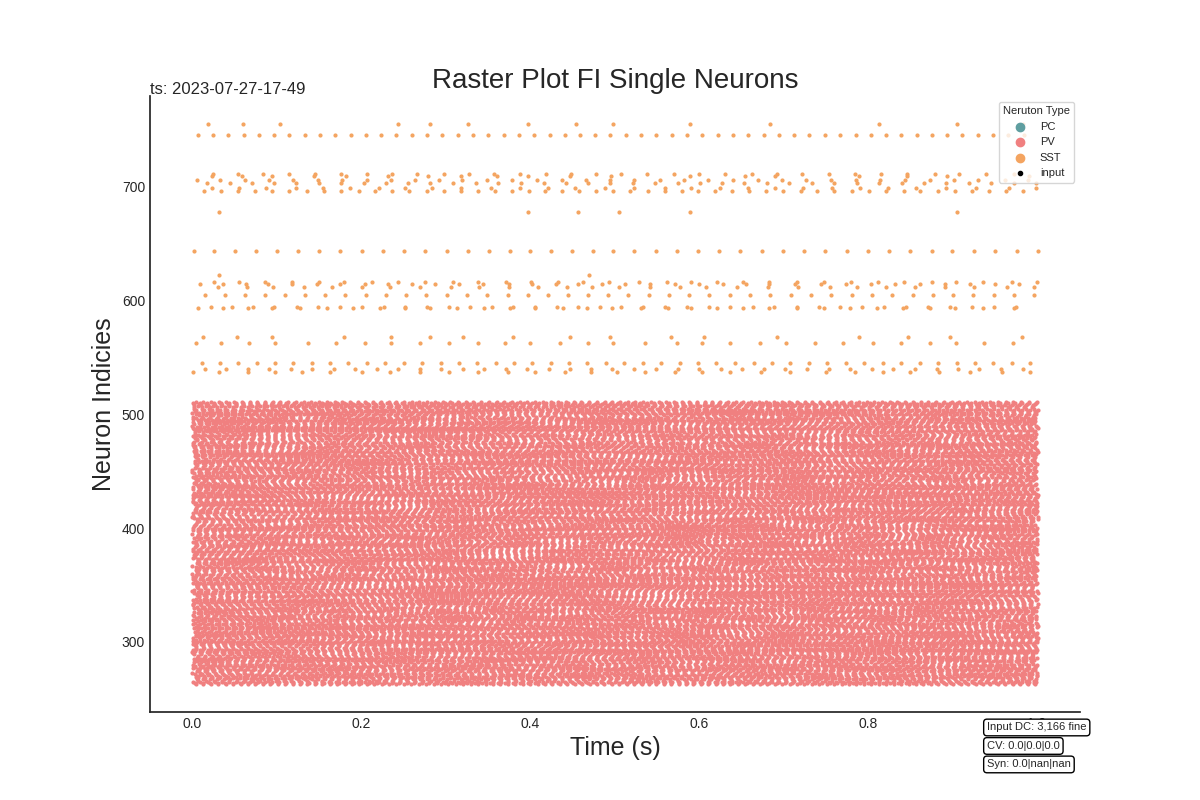 Raster Plot FI Single Neurons
ts: 2023-07-27-17-49
Neruton Type
PC
PV
SST
input
Neuron Indicies
700
600
500
400
300
0.0 0.2 0.4 0.6 0.8
Time (s)
Input DC: 3,166 fine
CV: 0.0|0.0|0.0
Syn: 0.0|nan|nan